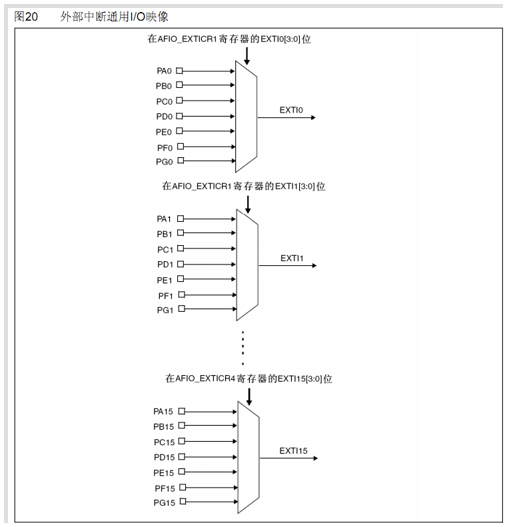 图20 外部中断通用I/O映像
在AFIO_EXTICR1寄存器的EXTI0[3:0]位
PA0
PB0
PC0
PD0
PE0
PF0
PG0
EXTI0
在AFIO_EXTICR1寄存器的EXTI1[3:0]位
PA1
PB1
PC1
PD1
PE1
PF1
PG1
EXTI1
在AFIO_EXTICR4寄存器的EXTI15[3:0]位
PA15
PB15
PC15
PD15
PE15
PF15
PG15
EXTI15